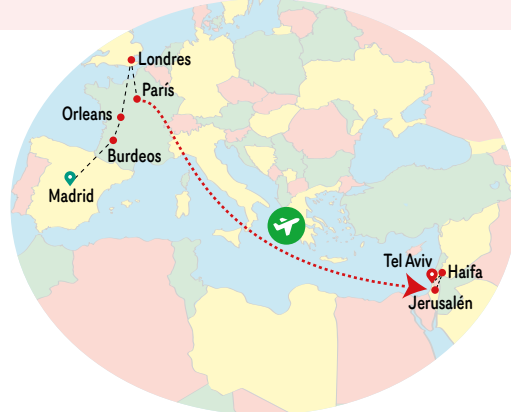 Londres
París
Orleans
Burdeos
Madrid
Tel Aviv
Haifa
Jerusalén